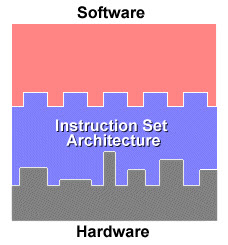 Software
Instruction Set
Architecture
Hardware